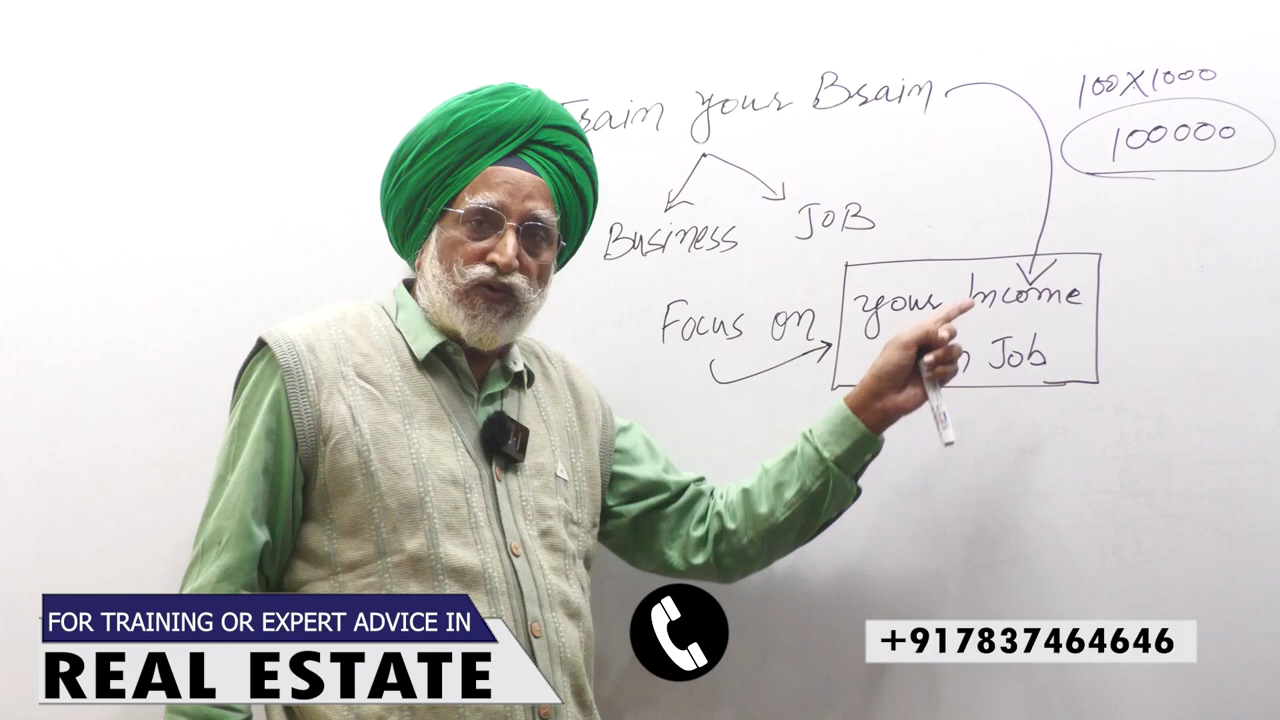 Train your Brain
100X1000
100000
Business
JOB
Focus on
your Income
Job
FOR TRAINING OR EXPERT ADVICE IN
REAL ESTATE
+917837464646